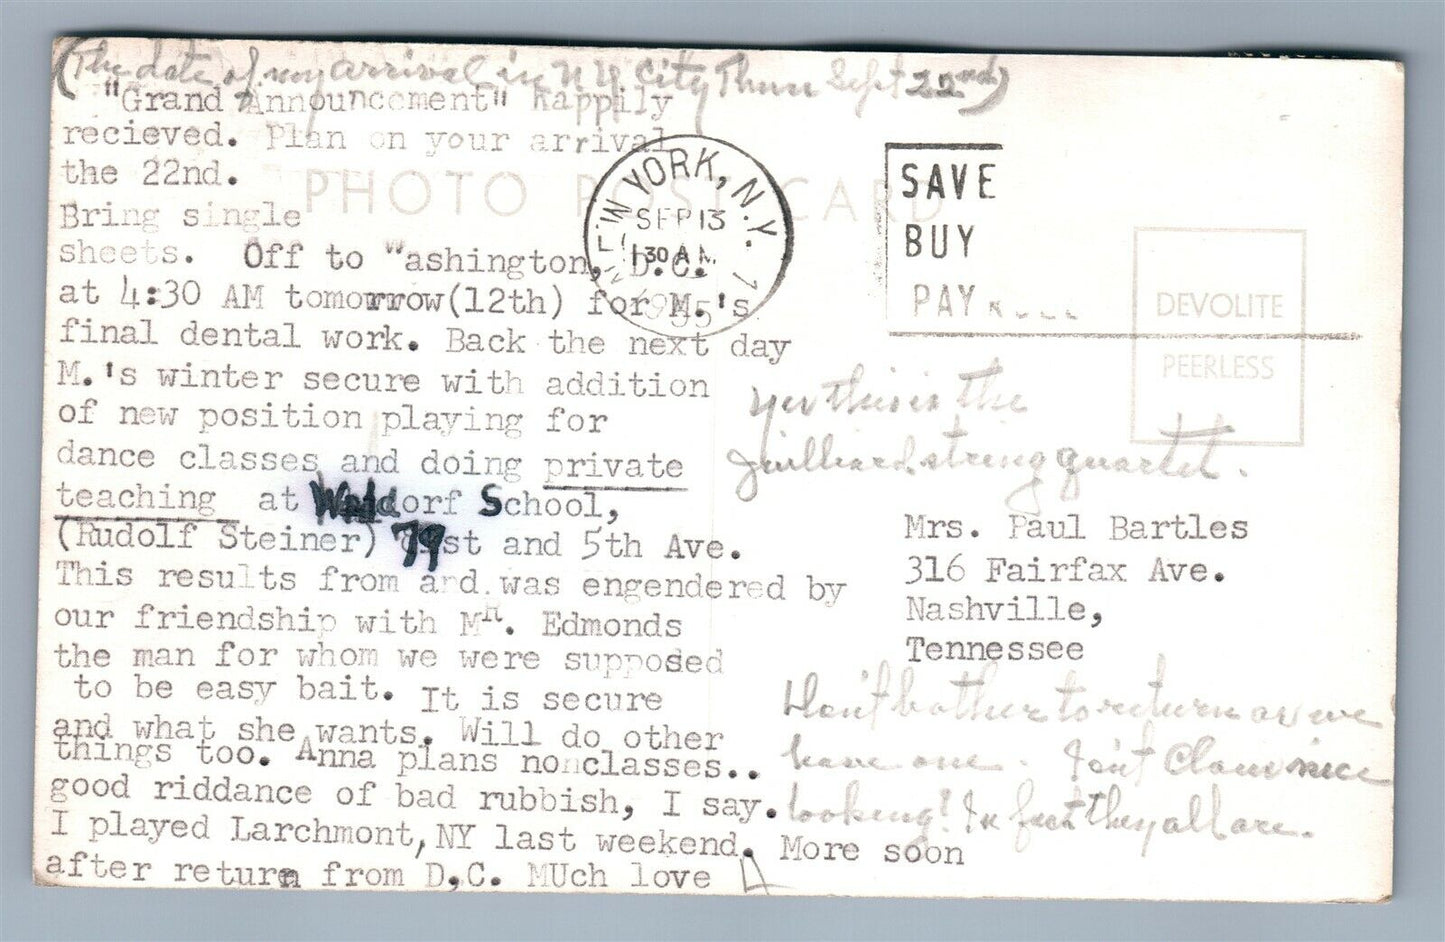 (The date of my arrival in N Y City Thurs Sept 22nd)
"Grand Announcement" happily
recieved. Plan on your arrival
the 22nd.
PHOTO POST CARD
Bring single
sheets. Off to "ashington, D.C.
at 4:30 AM tomorrow(12th) for M.'s
final dental work. Back the next day
M.'s winter secure with addition
of new position playing for
dance classes and doing private
teaching at Waldorf School,
(Rudolf Steiner) 79 st and 5th Ave.
This results from and was engendered by
our friendship with MR. Edmonds
the man for whom we were supposed
to be easy bait. It is secure
and what she wants. Will do other
things too. Anna plans no classes..
good riddance of bad rubbish, I say.
I played Larchmont, NY last weekend. More soon
after return from D.C. MUch love A
NEW YORK, N.Y. 1
SEP 13
1 30 AM
1955
SAVE
BUY
PAY
DEVOLITE
PEERLESS
yes this is the
Juilliard string quartet.
Mrs. Paul Bartles
316 Fairfax Ave.
Nashville,
Tennessee
Don't bother to return as we
have one. Isn't Claus nice
looking! In fact they all are.